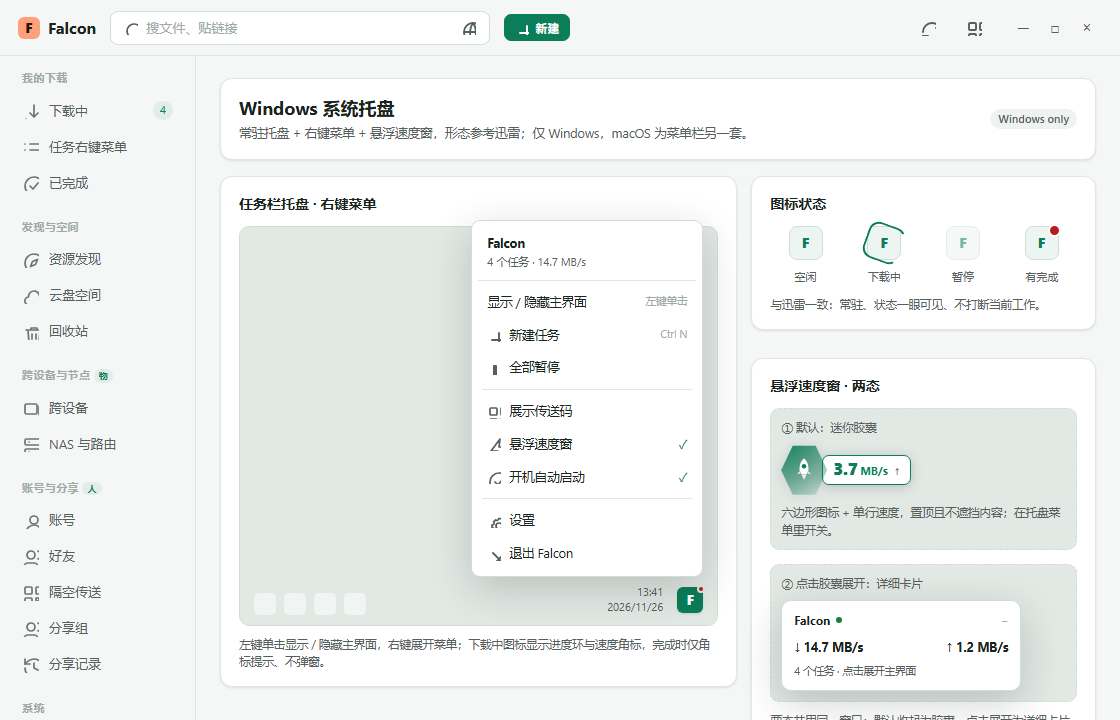 F Falcon
搜文件、贴链接
新建
我的下载
下载中 4
任务右键菜单
已完成
发现与空间
资源发现
云盘空间
回收站
跨设备与节点 物
跨设备
NAS 与路由
账号与分享 人
账号
好友
隔空传送
分享组
分享记录
系统
Windows 系统托盘
常驻托盘 + 右键菜单 + 悬浮速度窗，形态参考迅雷；仅 Windows，macOS 为菜单栏另一套。
Windows only
任务栏托盘 · 右键菜单
Falcon
4 个任务 · 14.7 MB/s
显示 / 隐藏主界面 左键单击
新建任务 Ctrl N
全部暂停
展示传送码
悬浮速度窗 ✓
开机自动启动 ✓
设置
退出 Falcon
13:41
2026/11/26
F
左键单击显示 / 隐藏主界面，右键展开菜单；下载中图标显示进度环与速度角标，完成时仅角
标提示、不弹窗。
图标状态
F F F F
空闲 下载中 暂停 有完成
与迅雷一致：常驻、状态一眼可见、不打断当前工作。
悬浮速度窗 · 两态
① 默认：迷你胶囊
3.7 MB/s ↑
六边形图标 + 单行速度，置顶且不遮挡内容；在托盘菜
单里开关。
② 点击胶囊展开：详细卡片
Falcon
↓ 14.7 MB/s ↑ 1.2 MB/s
4 个任务 · 点击展开主界面